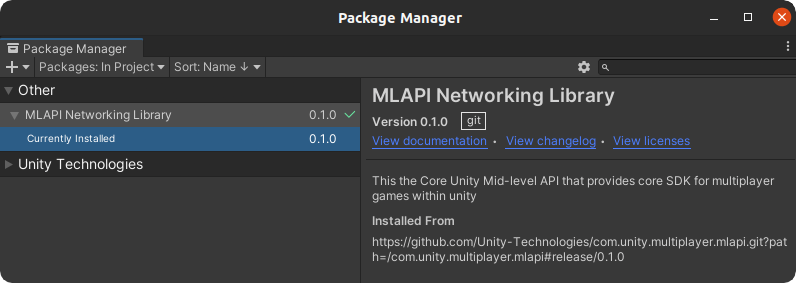 Package Manager
Package Manager
Packages: In Project
Sort: Name ↓
Other
MLAPI Networking Library 0.1.0
Currently Installed 0.1.0
Unity Technologies
MLAPI Networking Library
Version 0.1.0 git
View documentation • View changelog • View licenses
This the Core Unity Mid-level API that provides core SDK for multiplayer
games within unity
Installed From
https://github.com/Unity-Technologies/com.unity.multiplayer.mlapi.git?pat
h=/com.unity.multiplayer.mlapi#release/0.1.0